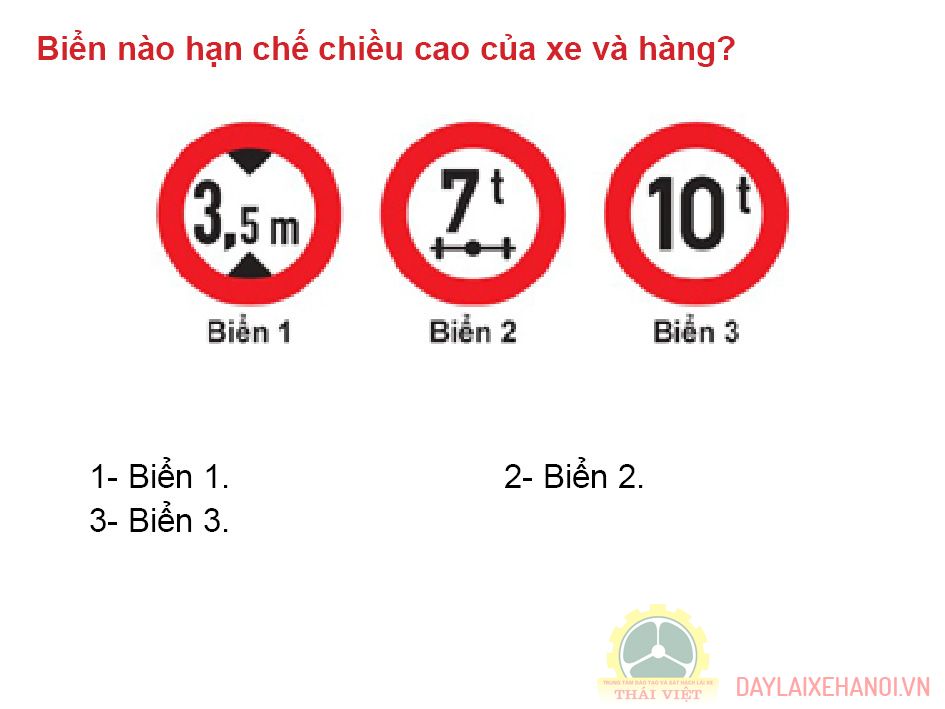 Biển nào hạn chế chiều cao của xe và hàng?
3,5 m
7 t
10 t
Biển 1
Biển 2
Biển 3
1- Biển 1.
2- Biển 2.
3- Biển 3.
TRUNG TÂM ĐÀO TẠO VÀ SÁT HẠCH LÁI XE
THÁI VIỆT
DAYLAIXEHANOI.VN